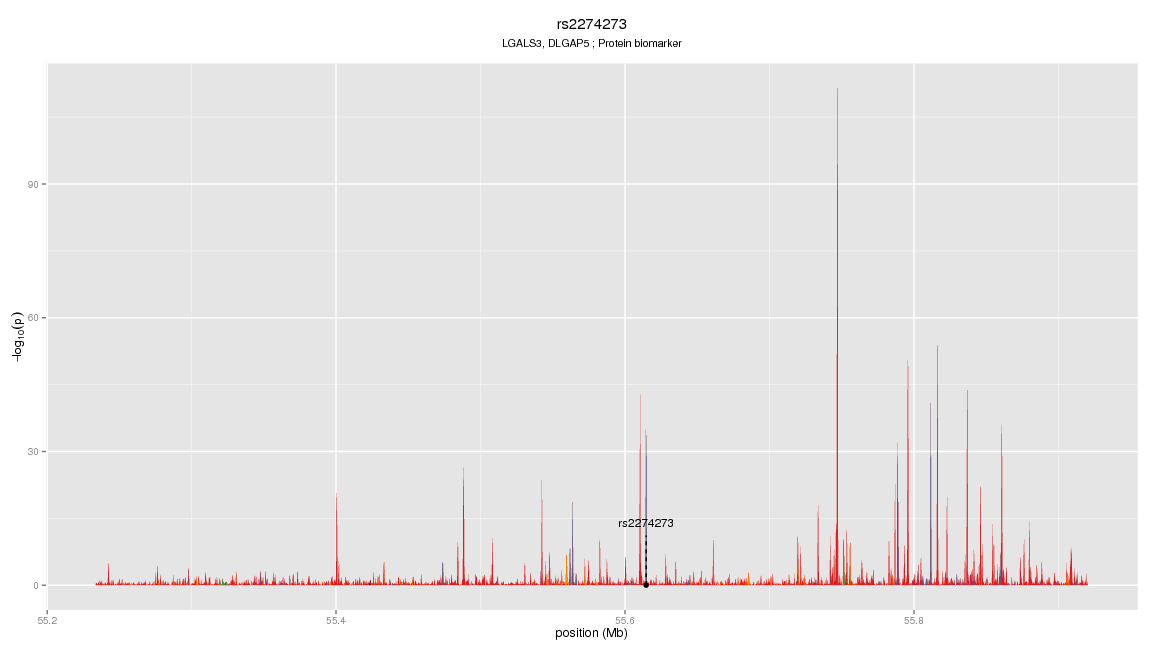 rs2274273
LGALS3, DLGAP5 ; Protein biomarker
−log10(p)
90
60
30
0
rs2274273
55.2
55.4
55.6
55.8
position (Mb)